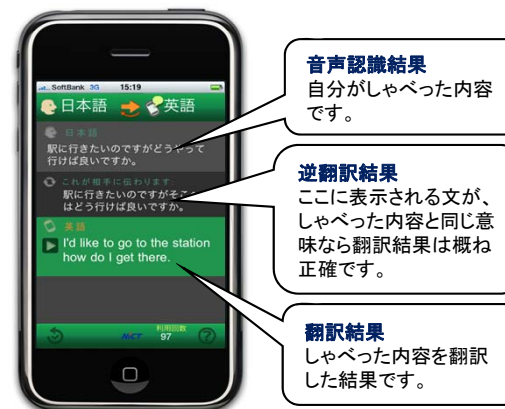 SoftBank 3G 15:19
日本語 英語
日本語
駅に行きたいのですがどうやって
行けば良いですか。
これが相手に伝わります
駅に行きたいのですがそこ
はどう行けば良いですか。
英語
I'd like to go to the station
how do I get there.
NICT 利用回数
97
音声認識結果
自分がしゃべった内容
です。
逆翻訳結果
ここに表示される文が、
しゃべった内容と同じ意
味なら翻訳結果は概ね
正確です。
翻訳結果
しゃべった内容を翻訳
した結果です。